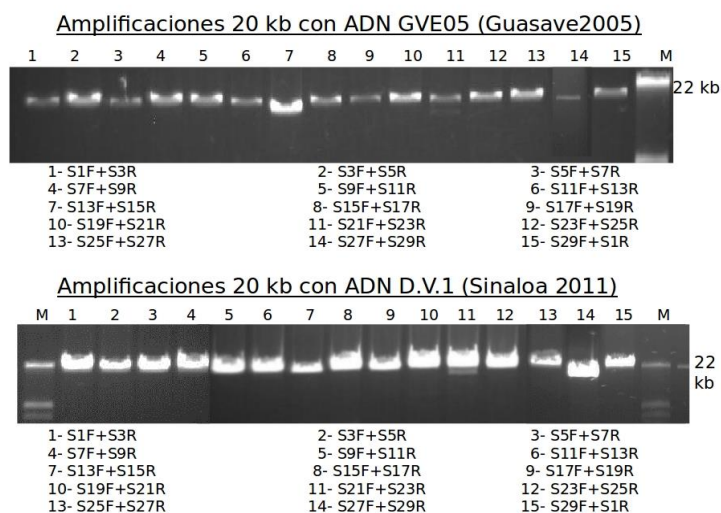 Amplificaciones 20 kb con ADN GVE05 (Guasave2005)
1 2 3 4 5 6 7 8 9 10 11 12 13 14 15 M
22 kb
1- S1F+S3R 2- S3F+S5R 3- S5F+S7R
4- S7F+S9R 5- S9F+S11R 6- S11F+S13R
7- S13F+S15R 8- S15F+S17R 9- S17F+S19R
10- S19F+S21R 11- S21F+S23R 12- S23F+S25R
13- S25F+S27R 14- S27F+S29R 15- S29F+S1R
Amplificaciones 20 kb con ADN D.V.1 (Sinaloa 2011)
M 1 2 3 4 5 6 7 8 9 10 11 12 13 14 15 M
22
kb
1- S1F+S3R 2- S3F+S5R 3- S5F+S7R
4- S7F+S9R 5- S9F+S11R 6- S11F+S13R
7- S13F+S15R 8- S15F+S17R 9- S17F+S19R
10- S19F+S21R 11- S21F+S23R 12- S23F+S25R
13- S25F+S27R 14- S27F+S29R 15- S29F+S1R